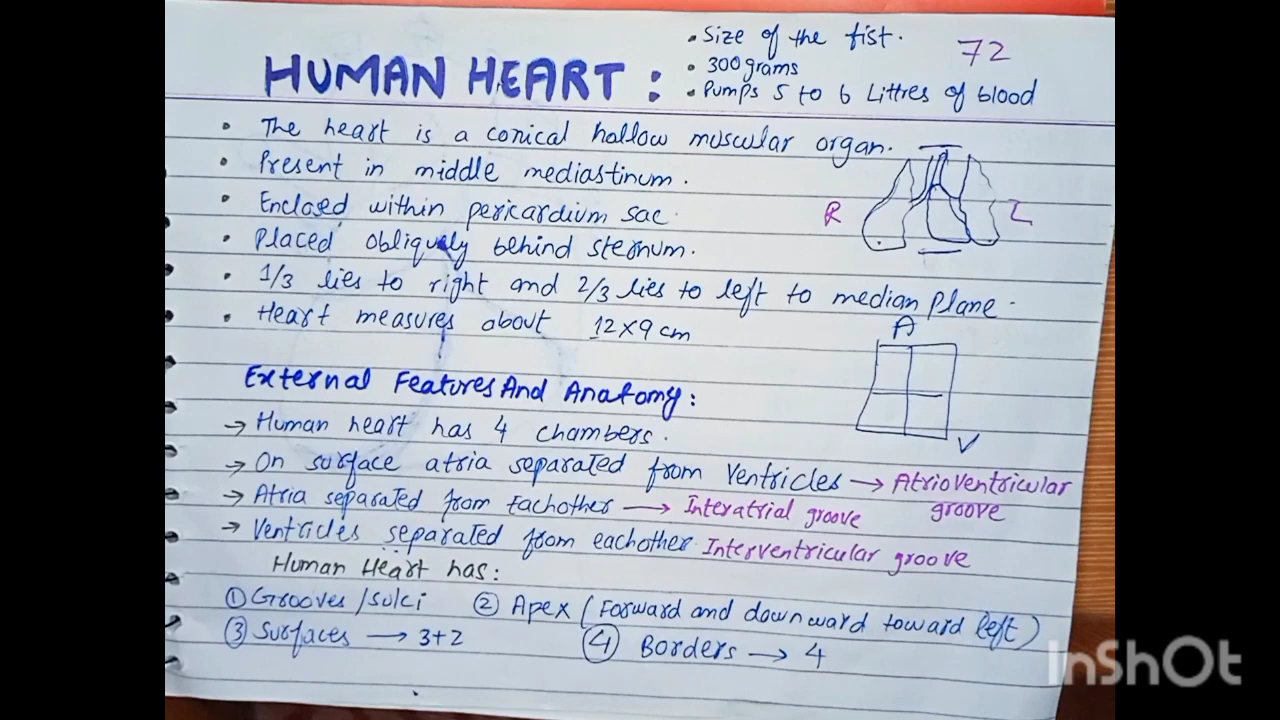 • Size of the fist.
72
HUMAN HEART :
• 300 grams
• Pumps 5 to 6 Littres of blood
• The heart is a conical hollow muscular organ.
• Present in middle mediastinum.
• Enclosed within pericardium sac.
R
L
• Placed obliquely behind sternum.
• 1/3 lies to right and 2/3 lies to left to median plane.
• Heart measures about 12x9 cm
A
External Features And Anatomy:
→ Human heart has 4 chambers.
V
→ On surface atria separated from Ventricles → Atrioventricular groove
→ Atria separated from Eachother → Interatrial groove
→ Ventricles separated from eachother. Interventricular groove
Human Heart has:
① Grooves/Sulci ② Apex (Forward and downward toward left)
③ Surfaces → 3+2 ④ Borders → 4
InShOt